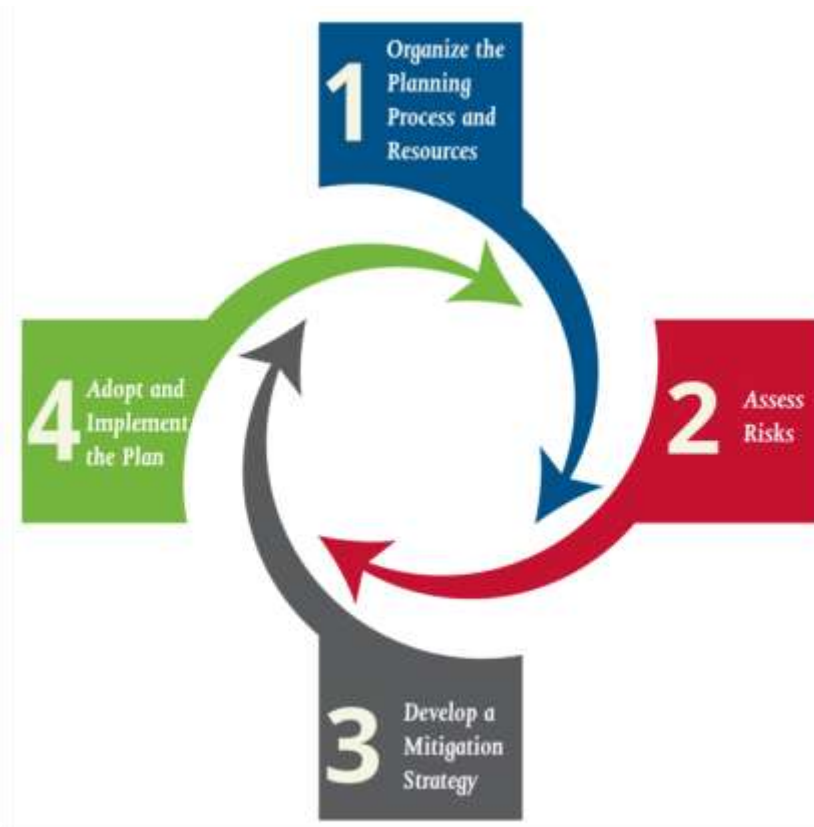 1
Organize the
Planning
Process and
Resources
2
Assess
Risks
3
Develop a
Mitigation
Strategy
4
Adopt and
Implement
the Plan